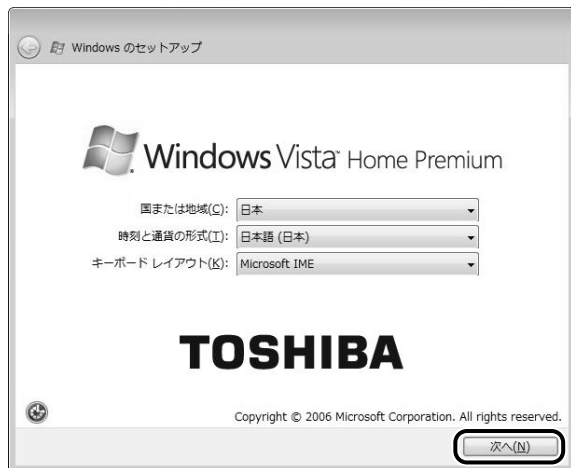 Windows のセットアップ
Windows Vista™ Home Premium
国または地域(C): 日本
時刻と通貨の形式(T): 日本語 (日本)
キーボード レイアウト(K): Microsoft IME
TOSHIBA
Copyright © 2006 Microsoft Corporation. All rights reserved.
次へ(N)